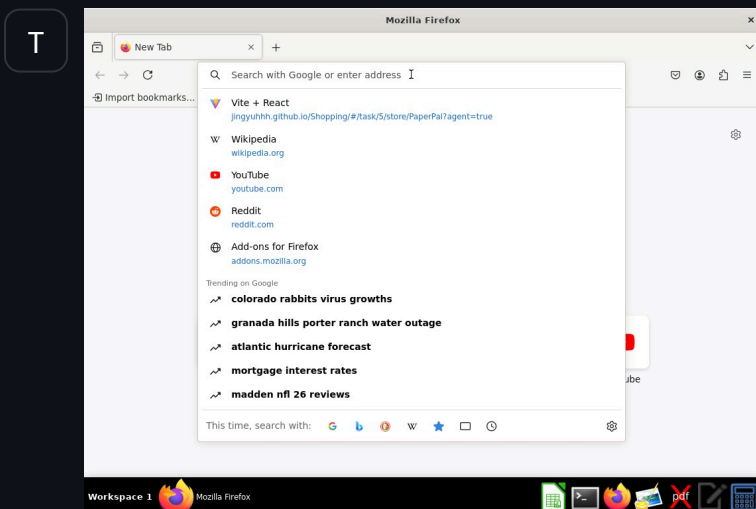 T
Mozilla Firefox
New Tab
Search with Google or enter address
Import bookmarks...
Vite + React
jingyuhhh.github.io/Shopping/#/task/5/store/PaperPal?agent=true
Wikipedia
wikipedia.org
YouTube
youtube.com
Reddit
reddit.com
Add-ons for Firefox
addons.mozilla.org
Trending on Google
colorado rabbits virus growths
granada hills porter ranch water outage
atlantic hurricane forecast
mortgage interest rates
ube
madden nfl 26 reviews
This time, search with:
Workspace 1
Mozilla Firefox
pdf